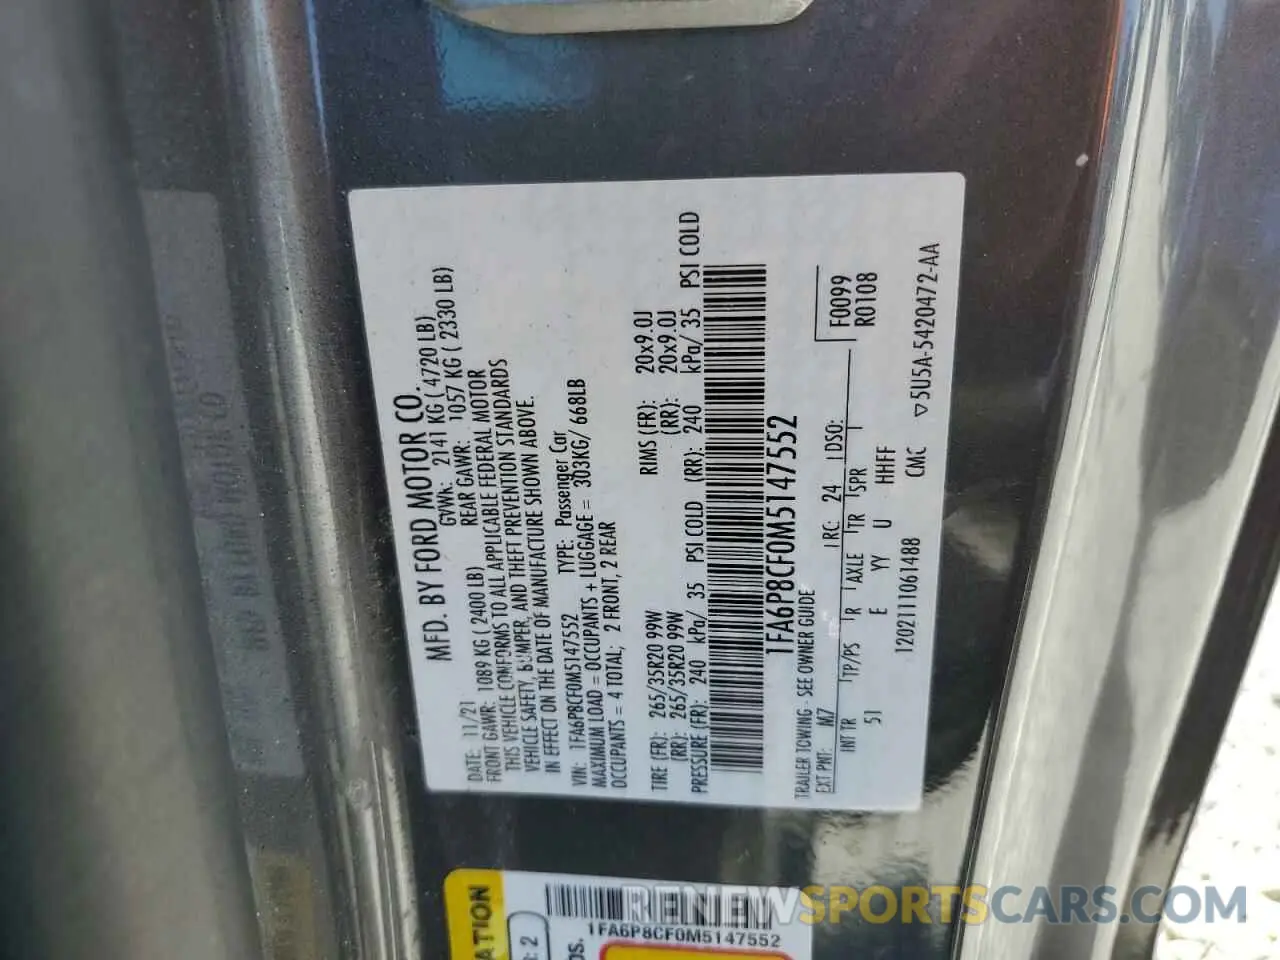 MFD. BY FORD MOTOR CO.
DATE: 11/21 GVWR: 2141 KG ( 4720 LB)
FRONT GAWR: 1089 KG ( 2400 LB) REAR GAWR: 1057 KG ( 2330 LB)
THIS VEHICLE CONFORMS TO ALL APPLICABLE FEDERAL MOTOR
VEHICLE SAFETY, BUMPER, AND THEFT PREVENTION STANDARDS
IN EFFECT ON THE DATE OF MANUFACTURE SHOWN ABOVE.
VIN: 1FA6P8CF0M5147552 TYPE: Passenger Car
MAXIMUM LOAD = OCCUPANTS + LUGGAGE = 303KG/ 668LB
OCCUPANTS = 4 TOTAL; 2 FRONT, 2 REAR
TIRE (FR): 265/35R20 99W RIMS (FR): 20x9.0J
(RR): 265/35R20 99W (RR): 20x9.0J
PRESSURE (FR): 240 kPa/ 35 PSI COLD (RR): 240 kPa/ 35 PSI COLD
1FA6P8CF0M5147552
TRAILER TOWING - SEE OWNER GUIDE
F0099
R0108
EXT PNT: M7 RC: 24 DSO:
INT TR TP/PS R AXLE TR SPR
51 E YY U HHFF
12021111061488 CMC ▽5U5A-5420472-AA
1FA6P8CF0M5147552
RENEWSPORTSCARS.COM